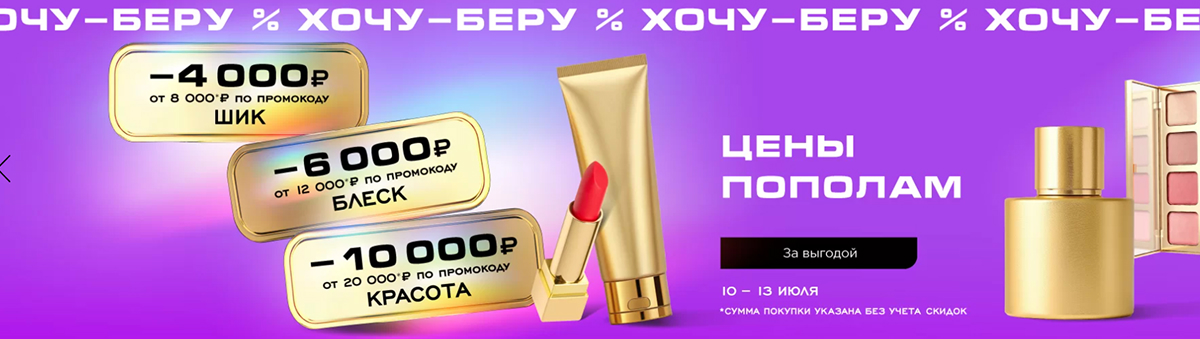 ОЧУ–БЕРУ % ХОЧУ–БЕРУ % ХОЧУ–БЕРУ % ХОЧУ–БЕ
–4 000₽
от 8 000*₽ по промокоду
ШИК
–6 000₽
от 12 000*₽ по промокоду
БЛЕСК
–10 000₽
от 20 000*₽ по промокоду
КРАСОТА
ЦЕНЫ
ПОПОЛАМ
За выгодой
10 – 13 ИЮЛЯ
*СУММА ПОКУПКИ УКАЗАНА БЕЗ УЧЕТА СКИДОК